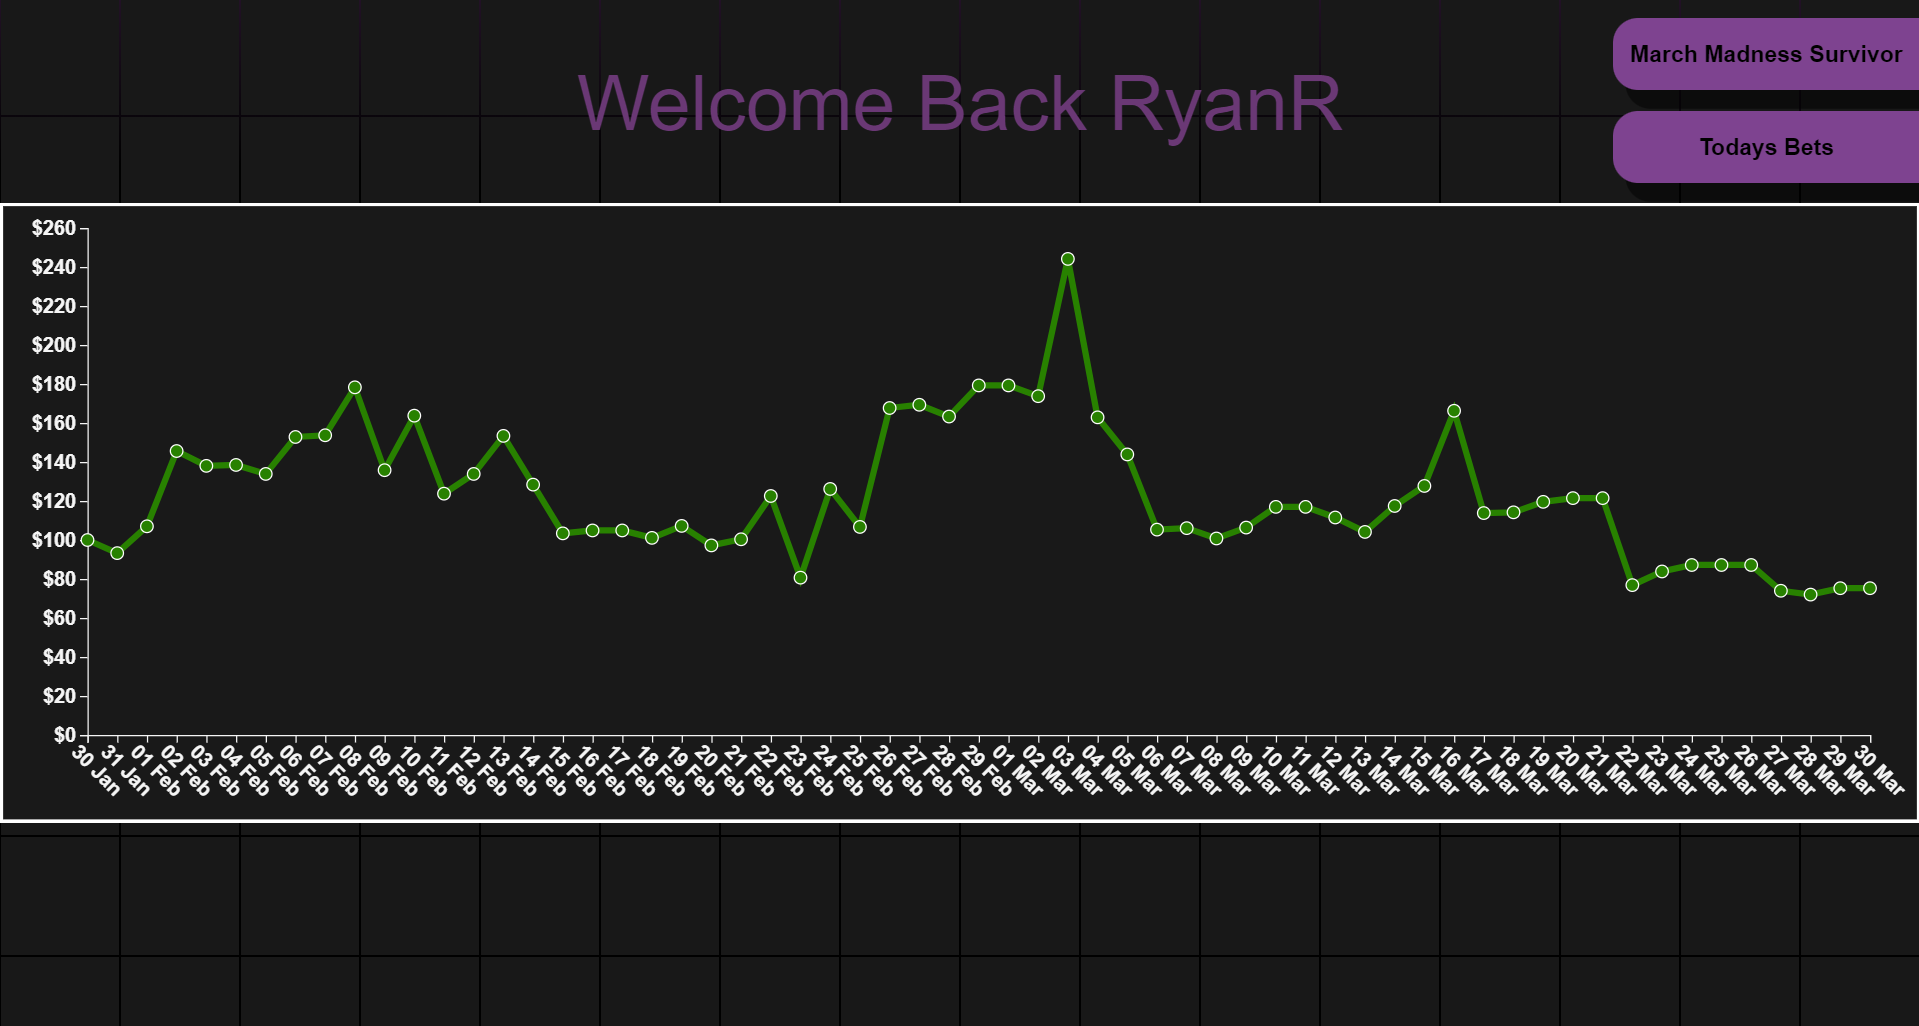 March Madness Survivor
Welcome Back RyanR
Todays Bets
$260
$240
$220
$200
$180
$160
$140
$120
$100
$80
$60
$40
$20
$0
30 Jan
31 Jan
01 Feb
02 Feb
03 Feb
04 Feb
05 Feb
06 Feb
07 Feb
08 Feb
09 Feb
10 Feb
11 Feb
12 Feb
13 Feb
14 Feb
15 Feb
16 Feb
17 Feb
18 Feb
19 Feb
20 Feb
21 Feb
22 Feb
23 Feb
24 Feb
25 Feb
26 Feb
27 Feb
28 Feb
29 Feb
01 Mar
02 Mar
03 Mar
04 Mar
05 Mar
06 Mar
07 Mar
08 Mar
09 Mar
10 Mar
11 Mar
12 Mar
13 Mar
14 Mar
15 Mar
16 Mar
17 Mar
18 Mar
19 Mar
20 Mar
21 Mar
22 Mar
23 Mar
24 Mar
25 Mar
26 Mar
27 Mar
28 Mar
29 Mar
30 Mar